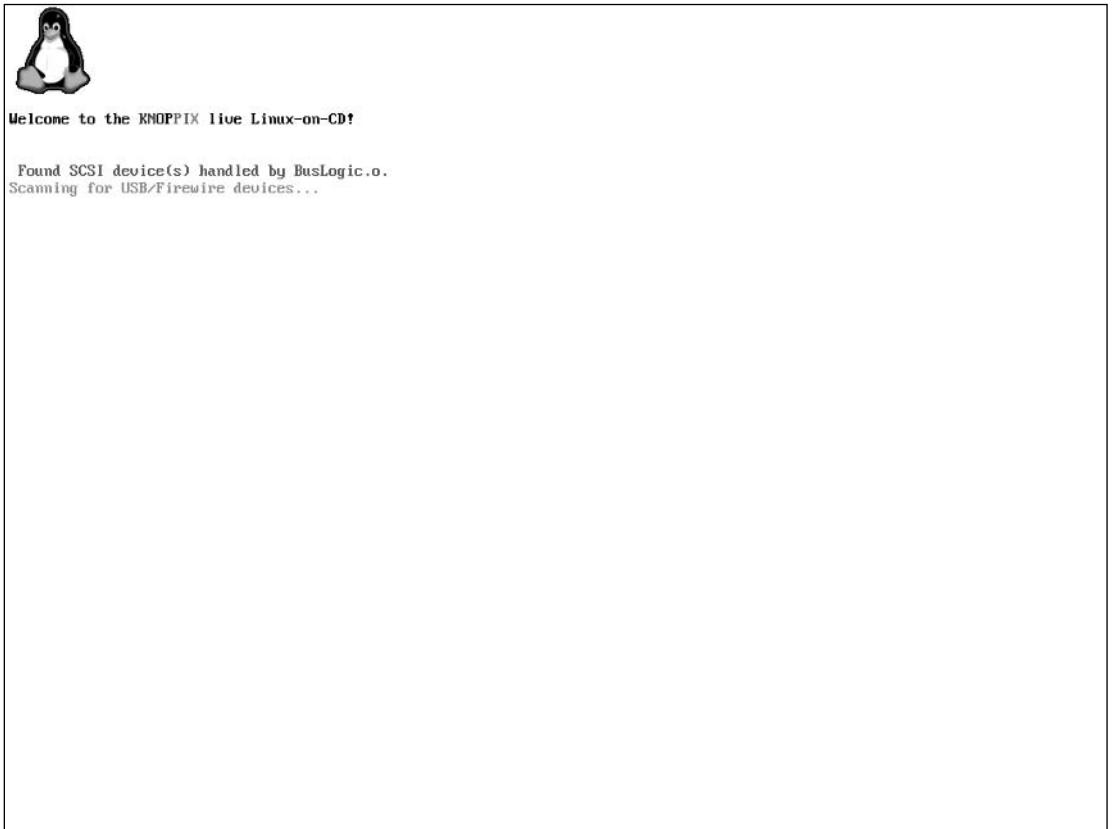 Welcome to the KNOPPIX live Linux-on-CD!
Found SCSI device(s) handled by BusLogic.o.
Scanning for USB/Firewire devices...